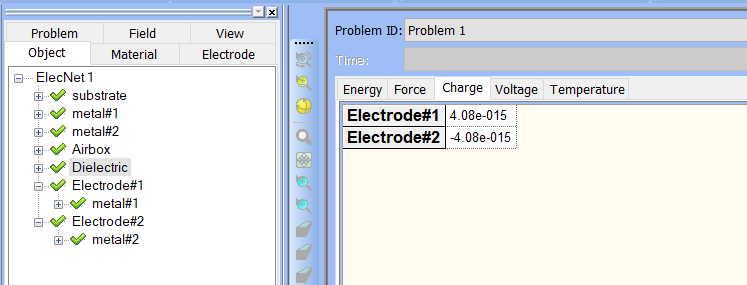 Problem Field View
Object Material Electrode
ElecNet 1
substrate
metal#1
metal#2
Airbox
Dielectric
Electrode#1
metal#1
Electrode#2
metal#2
Problem ID: Problem 1
Time:
Energy Force Charge Voltage Temperature
Electrode#1 4.08e-015
Electrode#2 -4.08e-015